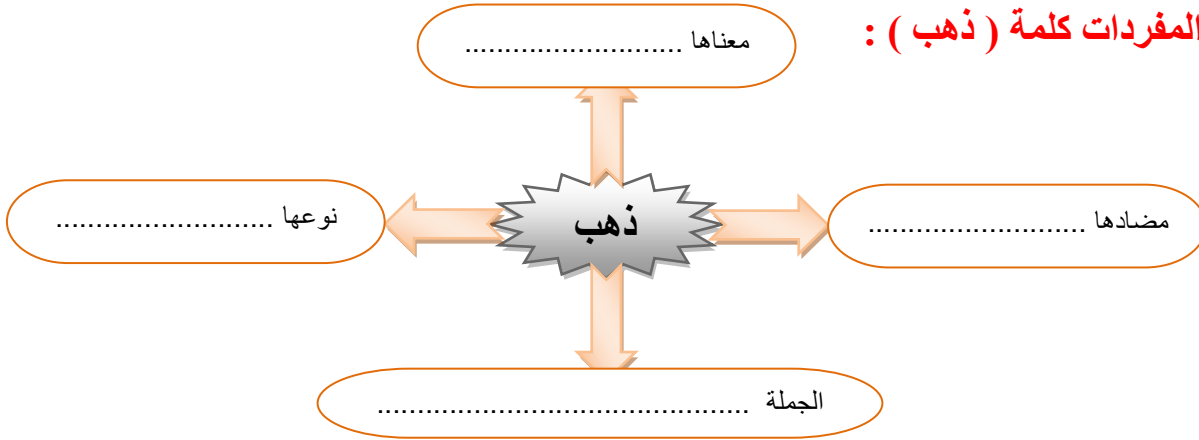 المفردات كلمة ( ذهب ) :
معناها ...........................
مضادها ...........................
ذهب
نوعها ...........................
الجملة ..............................................